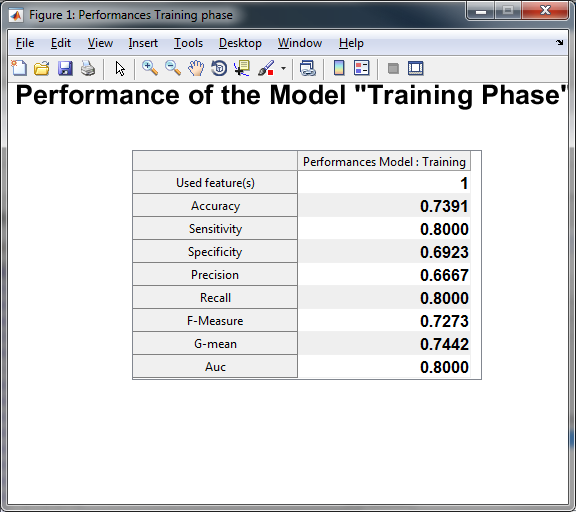 Figure 1: Performances Training phase
File Edit View Insert Tools Desktop Window Help
Performance of the Model "Training Phase"
Performances Model : Training
Used feature(s) 1
Accuracy 0.7391
Sensitivity 0.8000
Specificity 0.6923
Precision 0.6667
Recall 0.8000
F-Measure 0.7273
G-mean 0.7442
Auc 0.8000